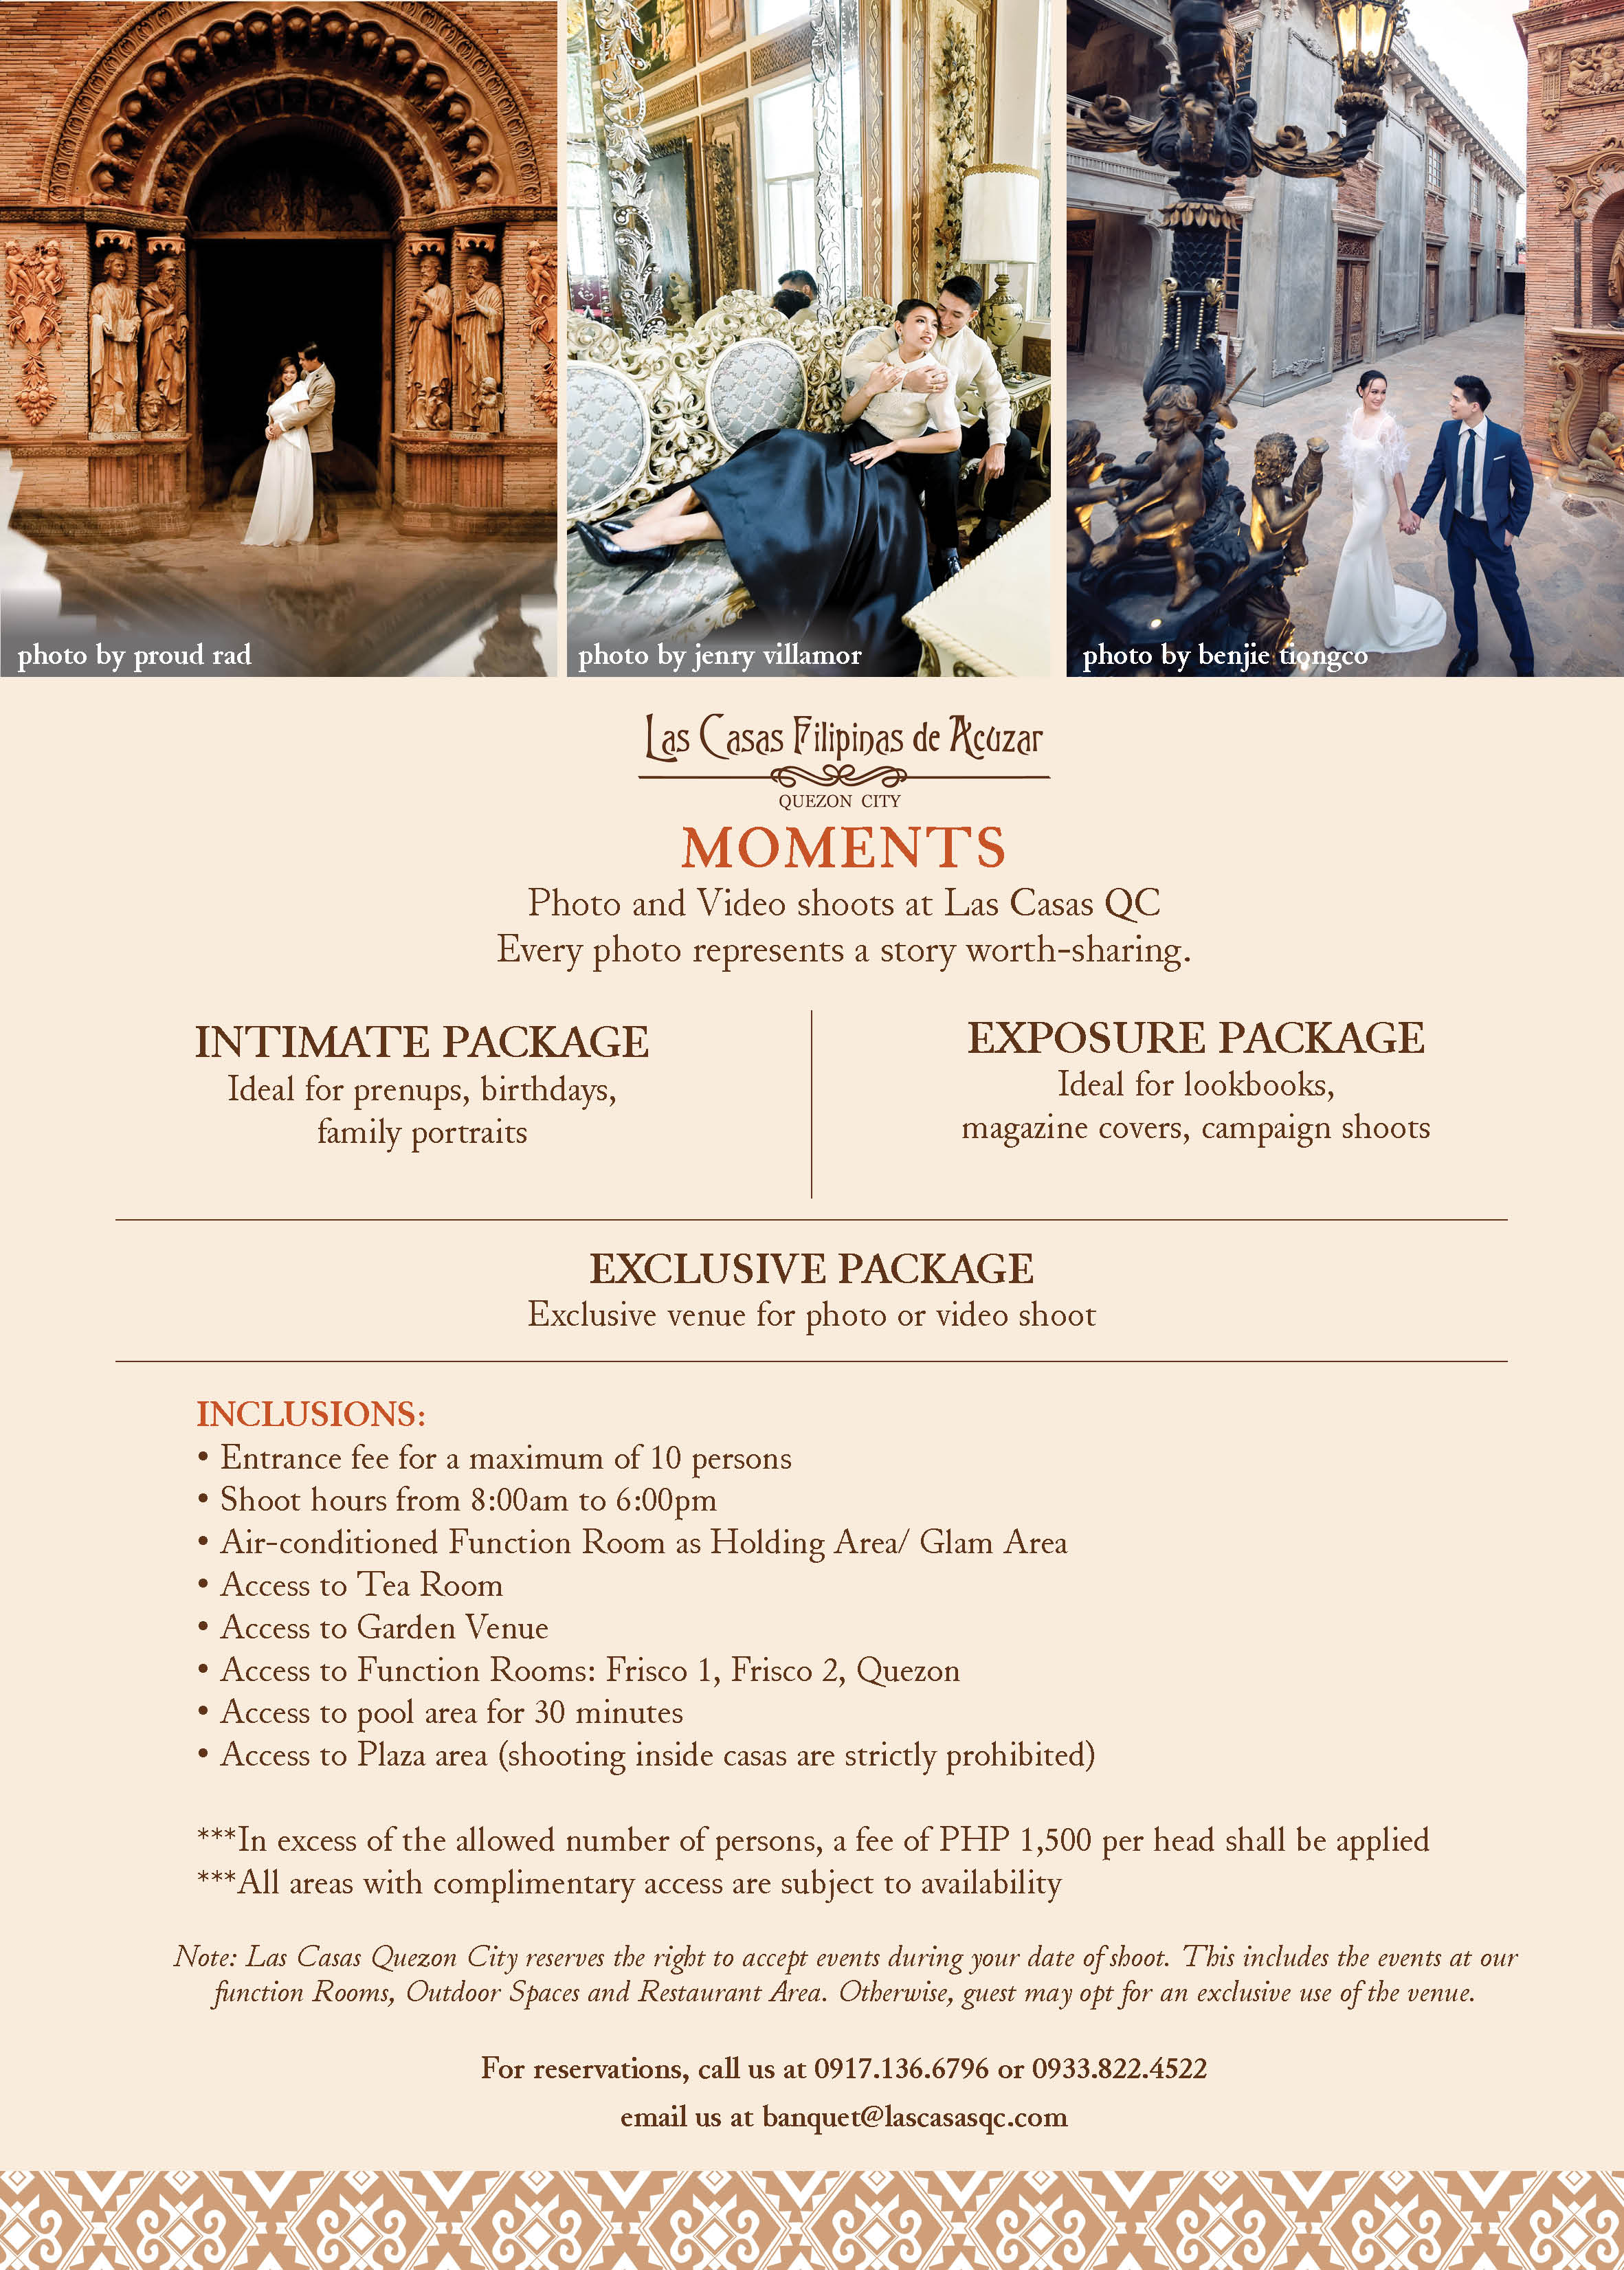 photo by proud rad
photo by jenry villamor
photo by benjie tiongco
Las Casas Filipinas de Acuzar
QUEZON CITY
MOMENTS
Photo and Video shoots at Las Casas QC
Every photo represents a story worth-sharing.
INTIMATE PACKAGE
Ideal for prenups, birthdays,
family portraits
EXPOSURE PACKAGE
Ideal for lookbooks,
magazine covers, campaign shoots
EXCLUSIVE PACKAGE
Exclusive venue for photo or video shoot
INCLUSIONS:
• Entrance fee for a maximum of 10 persons
• Shoot hours from 8:00am to 6:00pm
• Air-conditioned Function Room as Holding Area/ Glam Area
• Access to Tea Room
• Access to Garden Venue
• Access to Function Rooms: Frisco 1, Frisco 2, Quezon
• Access to pool area for 30 minutes
• Access to Plaza area (shooting inside casas are strictly prohibited)
***In excess of the allowed number of persons, a fee of PHP 1,500 per head shall be applied
***All areas with complimentary access are subject to availability
Note: Las Casas Quezon City reserves the right to accept events during your date of shoot. This includes the events at our
function Rooms, Outdoor Spaces and Restaurant Area. Otherwise, guest may opt for an exclusive use of the venue.
For reservations, call us at 0917.136.6796 or 0933.822.4522
email us at banquet@lascasasqc.com